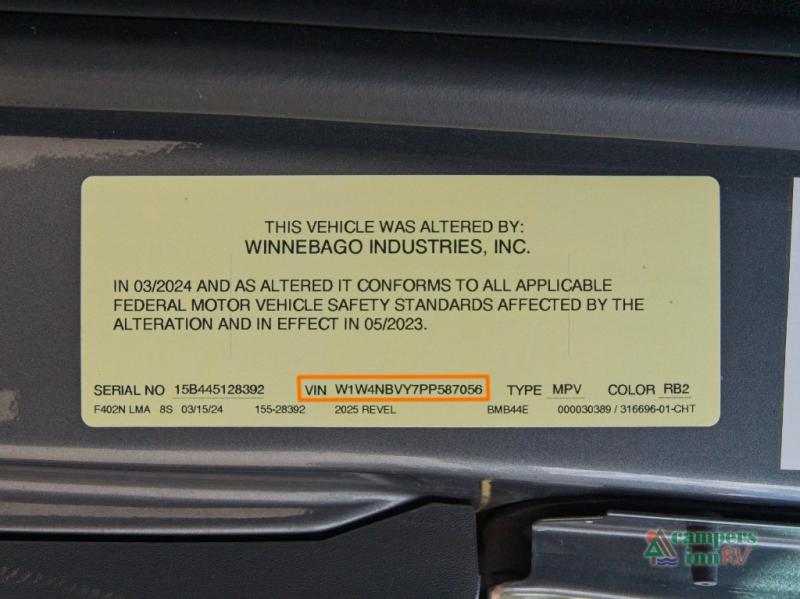 THIS VEHICLE WAS ALTERED BY:
WINNEBAGO INDUSTRIES, INC.
IN 03/2024 AND AS ALTERED IT CONFORMS TO ALL APPLICABLE
FEDERAL MOTOR VEHICLE SAFETY STANDARDS AFFECTED BY THE
ALTERATION AND IN EFFECT IN 05/2023.
SERIAL NO 15B445128392 VIN W1W4NBVY7PP587056 TYPE MPV COLOR RB2
F402N LMA 8S 03/15/24 155-28392 2025 REVEL BMB44E 000030389 / 316696-01-CHT
campers
inn RV